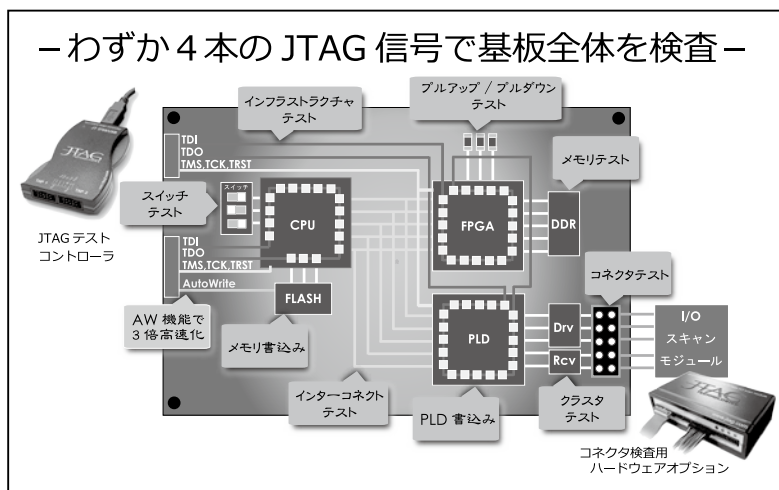 −わずか４本の JTAG 信号で基板全体を検査−
インフラストラクチャ
テスト
プルアップ / プルダウン
テスト
メモリテスト
TDI
TDO
TMS,TCK,TRST
JTAG
スイッチ
テスト
スイッチ
CPU
FPGA
DDR
JTAG テスト
コントローラ
TDI
TDO
TMS,TCK,TRST
AutoWrite
FLASH
コネクタテスト
AW 機能で
3 倍高速化
メモリ書込み
PLD
Drv
Rcv
I/O
スキャン
モジュール
インターコネクト
テスト
PLD 書込み
クラスタ
テスト
JTAG
コネクタ検査用
ハードウェアオプション